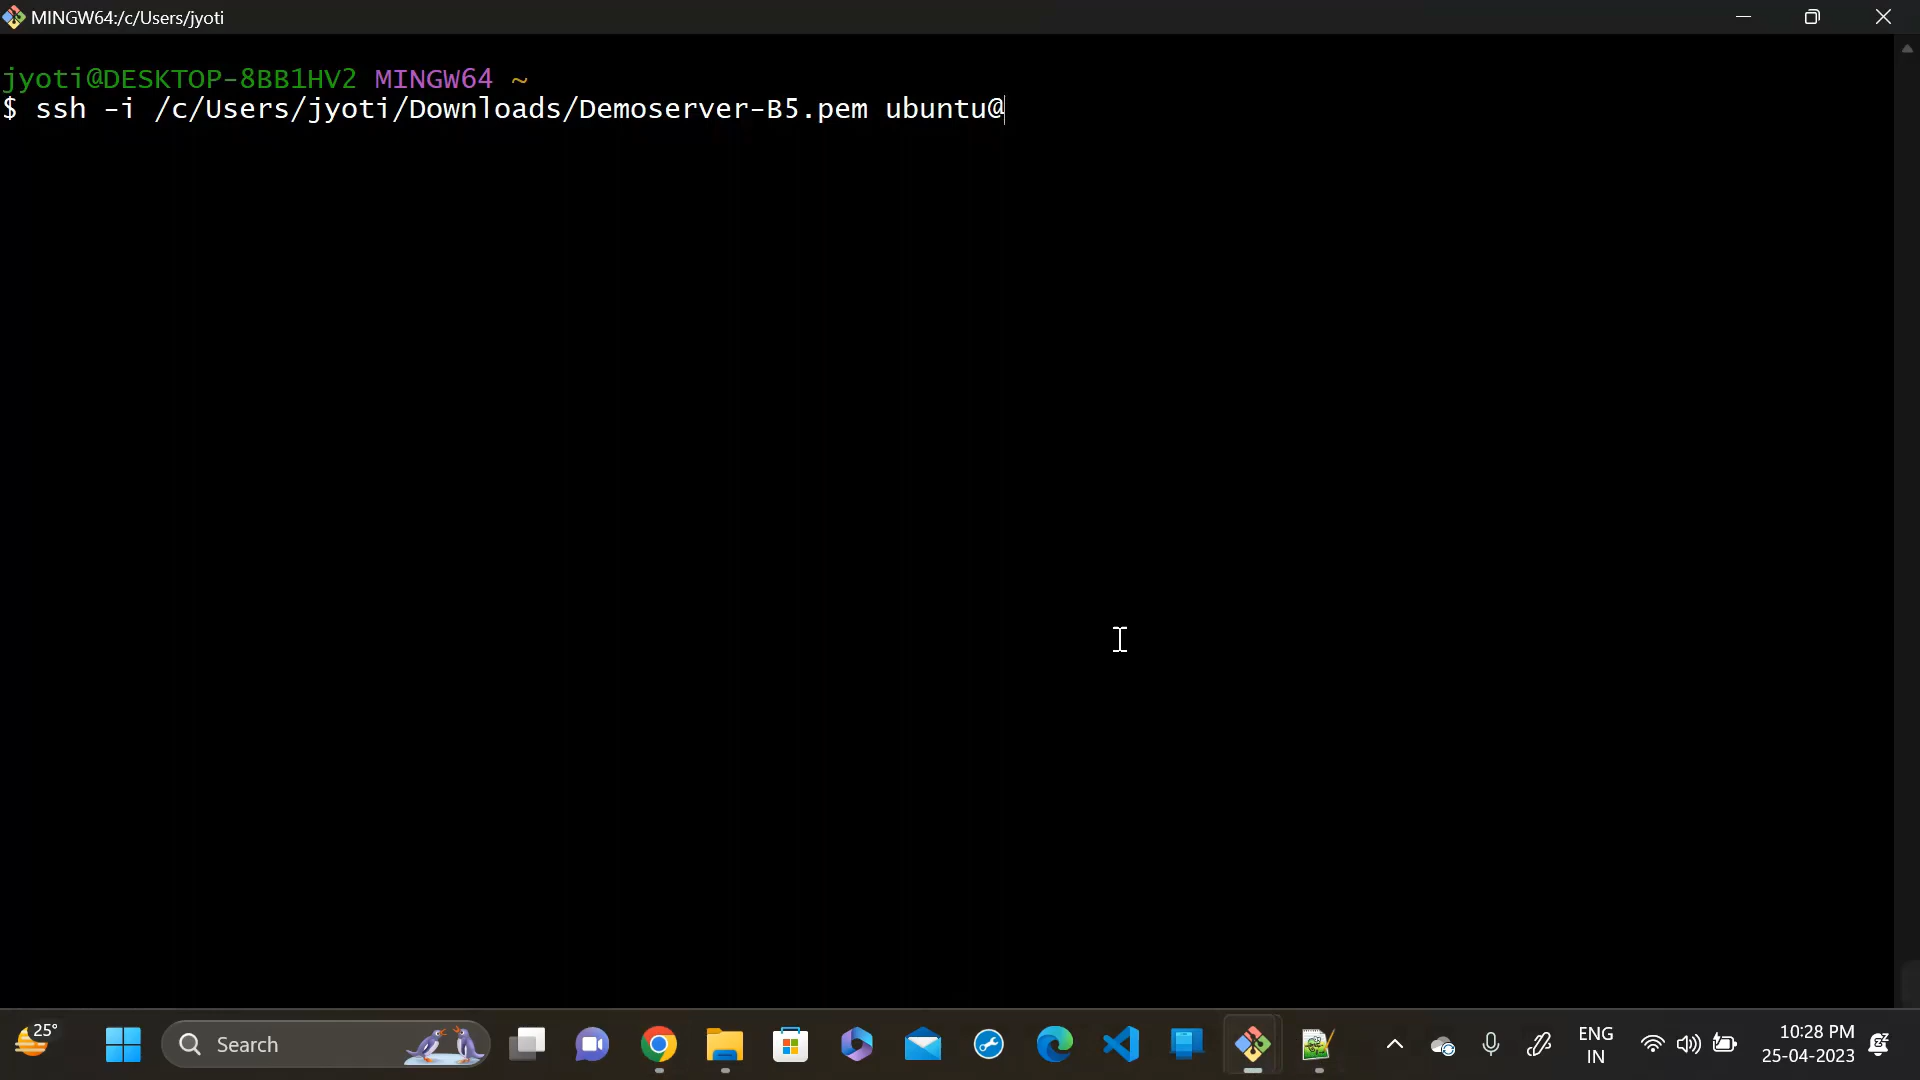 MINGW64:/c/Users/jyoti
jyoti@DESKTOP-8BB1HV2 MINGW64 ~
$ ssh -i /c/Users/jyoti/Downloads/Demoserver-B5.pem ubuntu@
25°
Search
ENG
IN
10:28 PM
25-04-2023